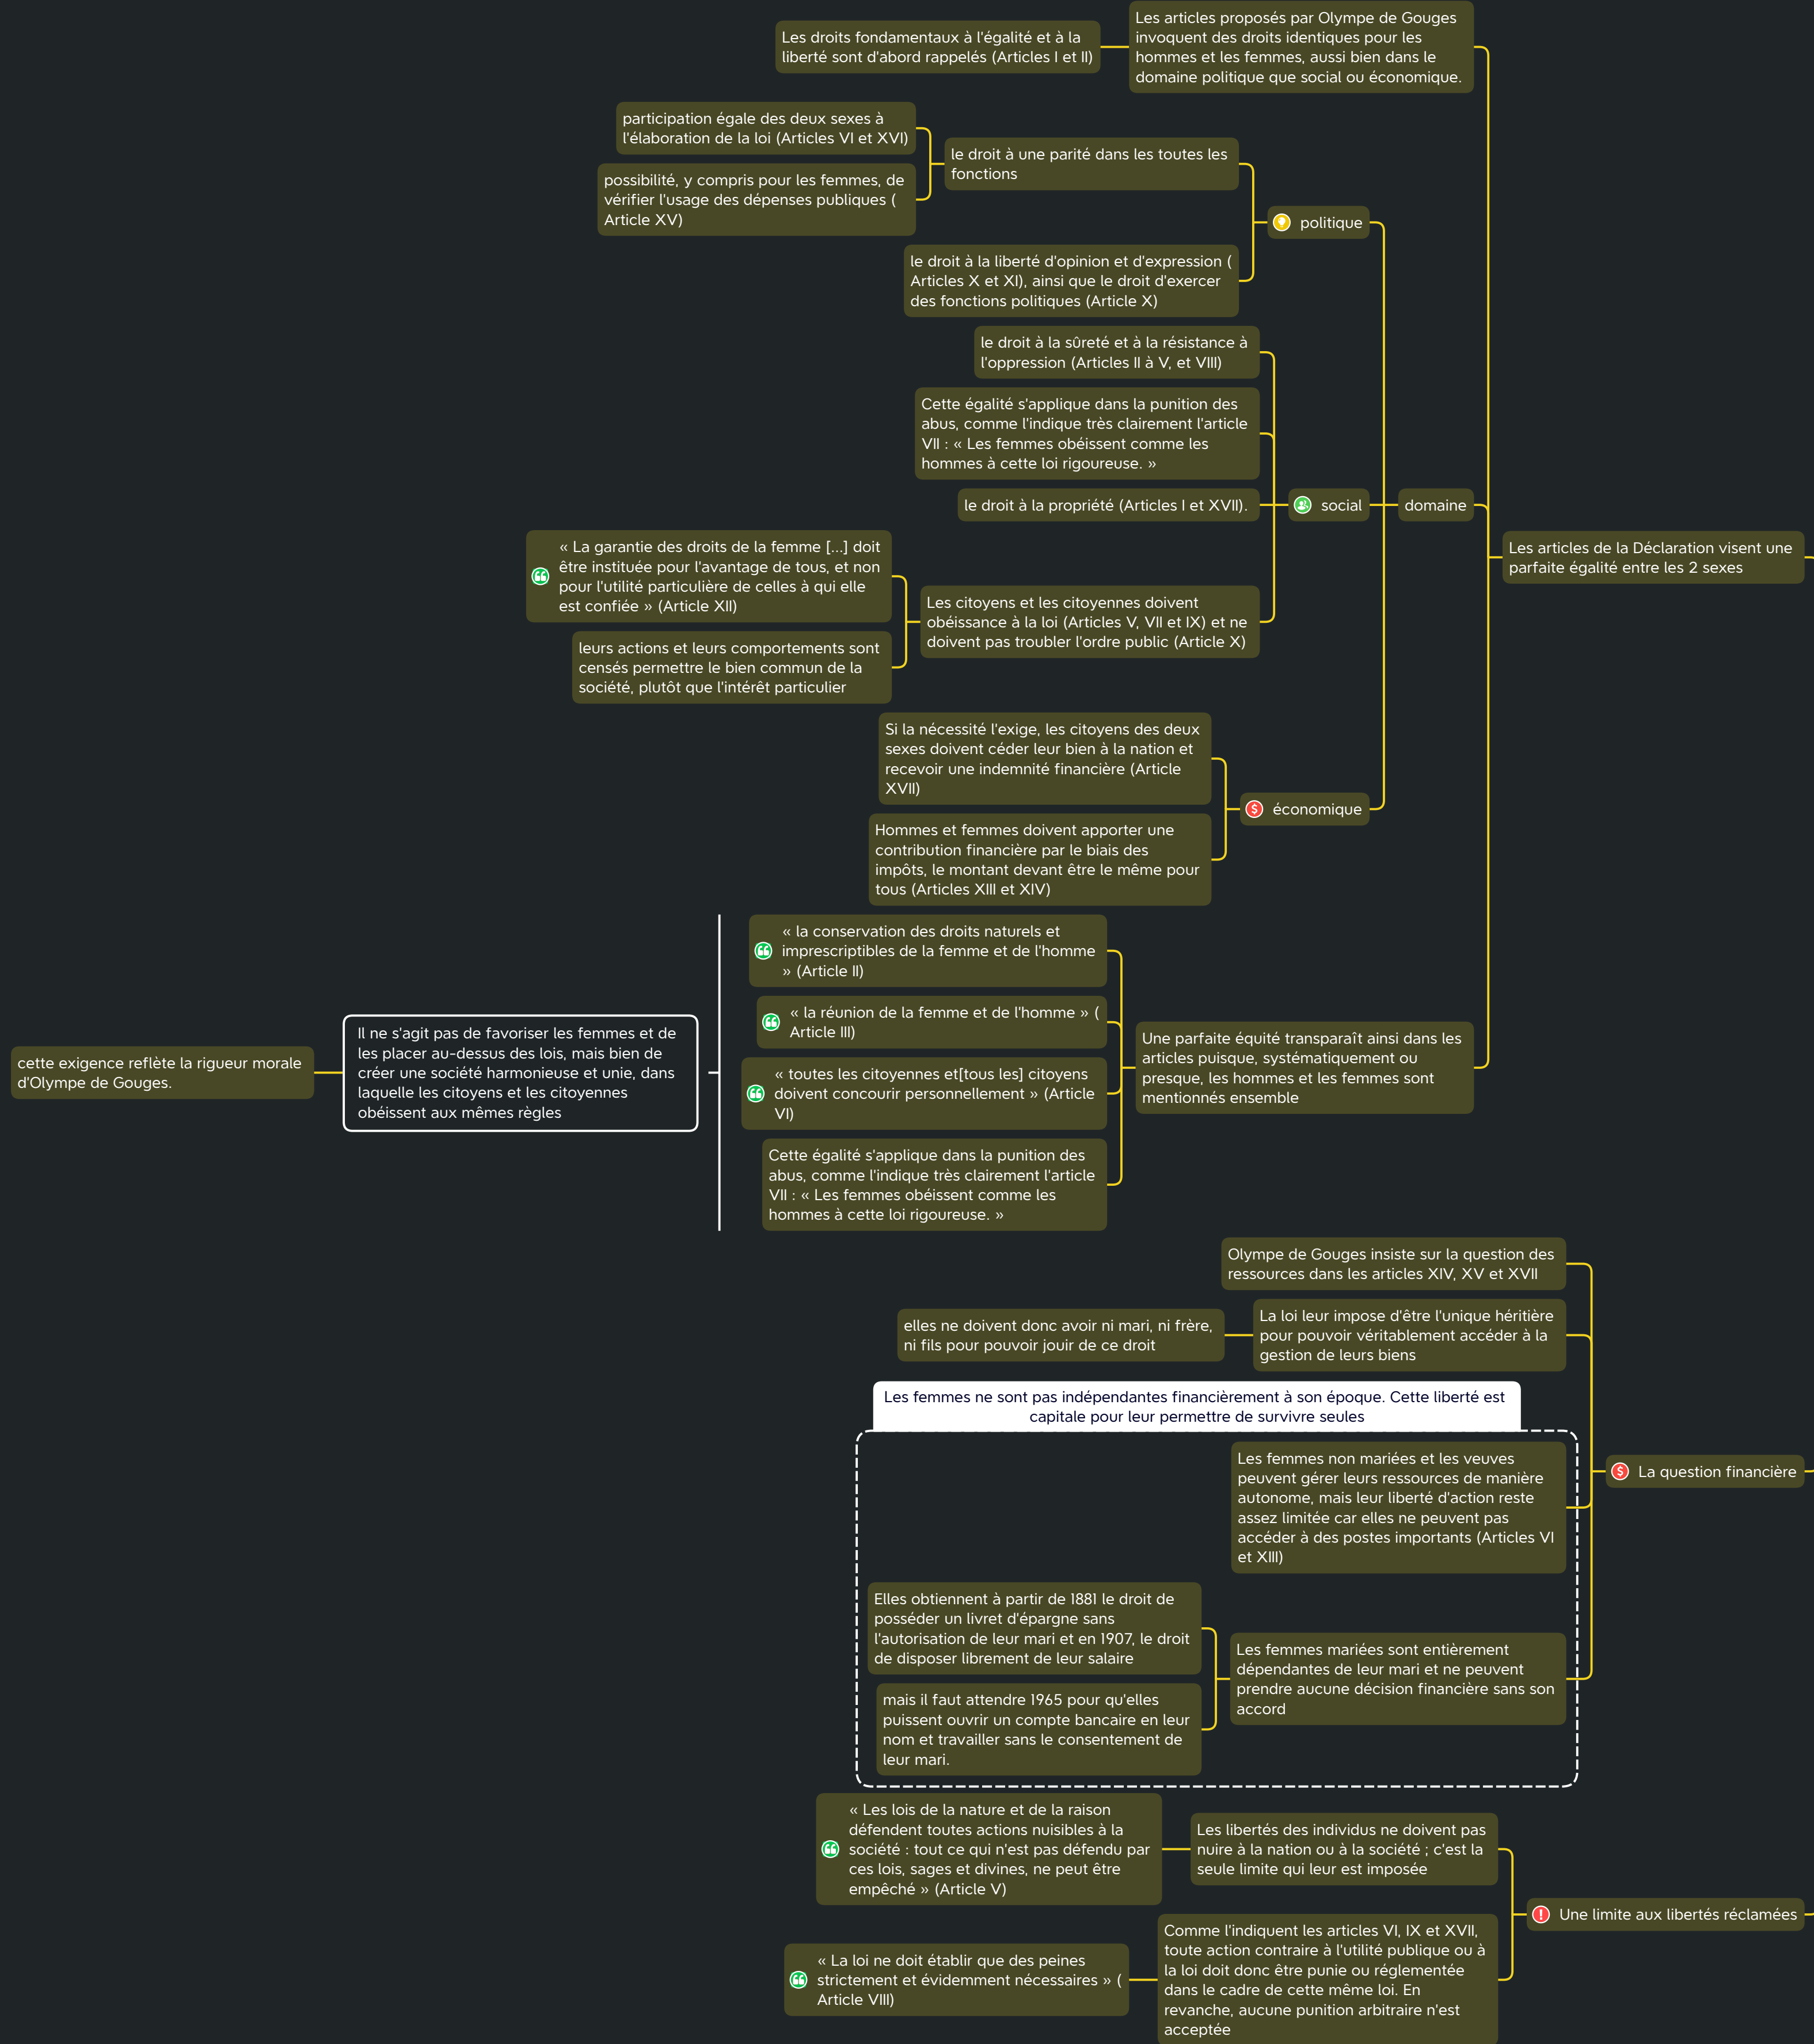 Les articles proposés par Olympe de Gouges
invoquent des droits identiques pour les
hommes et les femmes, aussi bien dans le
domaine politique que social ou économique.
Les droits fondamentaux à l'égalité et à la
liberté sont d'abord rappelés (Articles I et II)
participation égale des deux sexes à
l'élaboration de la loi (Articles VI et XVI)
le droit à une parité dans les toutes les
fonctions
possibilité, y compris pour les femmes, de
vérifier l'usage des dépenses publiques (
Article XV)
politique
le droit à la liberté d'opinion et d'expression (
Articles X et XI), ainsi que le droit d'exercer
des fonctions politiques (Article X)
le droit à la sûreté et à la résistance à
l'oppression (Articles II à V, et VIII)
Cette égalité s'applique dans la punition des
abus, comme l'indique très clairement l'article
VII : « Les femmes obéissent comme les
hommes à cette loi rigoureuse. »
le droit à la propriété (Articles I et XVII).
social
domaine
Les articles de la Déclaration visent une
parfaite égalité entre les 2 sexes
« La garantie des droits de la femme [...] doit
être instituée pour l'avantage de tous, et non
pour l'utilité particulière de celles à qui elle
est confiée » (Article XII)
Les citoyens et les citoyennes doivent
obéissance à la loi (Articles V, VII et IX) et ne
doivent pas troubler l'ordre public (Article X)
leurs actions et leurs comportements sont
censés permettre le bien commun de la
société, plutôt que l'intérêt particulier
Si la nécessité l'exige, les citoyens des deux
sexes doivent céder leur bien à la nation et
recevoir une indemnité financière (Article
XVII)
économique
Hommes et femmes doivent apporter une
contribution financière par le biais des
impôts, le montant devant être le même pour
tous (Articles XIII et XIV)
« la conservation des droits naturels et
imprescriptibles de la femme et de l'homme
» (Article II)
« la réunion de la femme et de l'homme » (
Article III)
« toutes les citoyennes et[tous les] citoyens
doivent concourir personnellement » (Article
VI)
Cette égalité s'applique dans la punition des
abus, comme l'indique très clairement l'article
VII : « Les femmes obéissent comme les
hommes à cette loi rigoureuse. »
Une parfaite équité transparaît ainsi dans les
articles puisque, systématiquement ou
presque, les hommes et les femmes sont
mentionnés ensemble
Il ne s'agit pas de favoriser les femmes et de
les placer au-dessus des lois, mais bien de
créer une société harmonieuse et unie, dans
laquelle les citoyens et les citoyennes
obéissent aux mêmes règles
cette exigence reflète la rigueur morale
d'Olympe de Gouges.
Olympe de Gouges insiste sur la question des
ressources dans les articles XIV, XV et XVII
La loi leur impose d'être l'unique héritière
pour pouvoir véritablement accéder à la
gestion de leurs biens
elles ne doivent donc avoir ni mari, ni frère,
ni fils pour pouvoir jouir de ce droit
Les femmes ne sont pas indépendantes financièrement à son époque. Cette liberté est
capitale pour leur permettre de survivre seules
Les femmes non mariées et les veuves
peuvent gérer leurs ressources de manière
autonome, mais leur liberté d'action reste
assez limitée car elles ne peuvent pas
accéder à des postes importants (Articles VI
et XIII)
La question financière
Elles obtiennent à partir de 1881 le droit de
posséder un livret d'épargne sans
l'autorisation de leur mari et en 1907, le droit
de disposer librement de leur salaire
Les femmes mariées sont entièrement
dépendantes de leur mari et ne peuvent
prendre aucune décision financière sans son
accord
mais il faut attendre 1965 pour qu'elles
puissent ouvrir un compte bancaire en leur
nom et travailler sans le consentement de
leur mari.
« Les lois de la nature et de la raison
défendent toutes actions nuisibles à la
société : tout ce qui n'est pas défendu par
ces lois, sages et divines, ne peut être
empêché » (Article V)
Les libertés des individus ne doivent pas
nuire à la nation ou à la société ; c'est la
seule limite qui leur est imposée
Une limite aux libertés réclamées
Comme l'indiquent les articles VI, IX et XVII,
toute action contraire à l'utilité publique ou à
la loi doit donc être punie ou réglementée
dans le cadre de cette même loi. En
revanche, aucune punition arbitraire n'est
acceptée
« La loi ne doit établir que des peines
strictement et évidemment nécessaires » (
Article VIII)